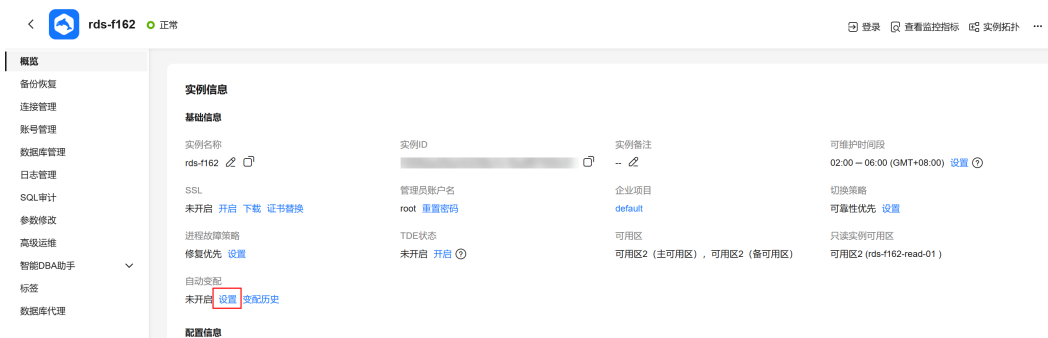 rds-f162 正常
登录 查看监控指标 实例拓扑
概览
备份恢复
连接管理
账号管理
数据库管理
日志管理
SQL审计
参数修改
高级运维
智能DBA助手
标签
数据库代理
实例信息
基础信息
实例名称 实例ID 实例备注 可维护时间段
rds-f162 -- 02:00 — 06:00 (GMT+08:00) 设置
SSL 管理员账户名 企业项目 切换策略
未开启 开启 下载 证书替换 root 重置密码 default 可靠性优先 设置
进程故障策略 TDE状态 可用区 只读实例可用区
修复优先 设置 未开启 开启 可用区2（主可用区），可用区2（备可用区） 可用区2 (rds-f162-read-01 )
自动变配
未开启 设置 变配历史
配置信息